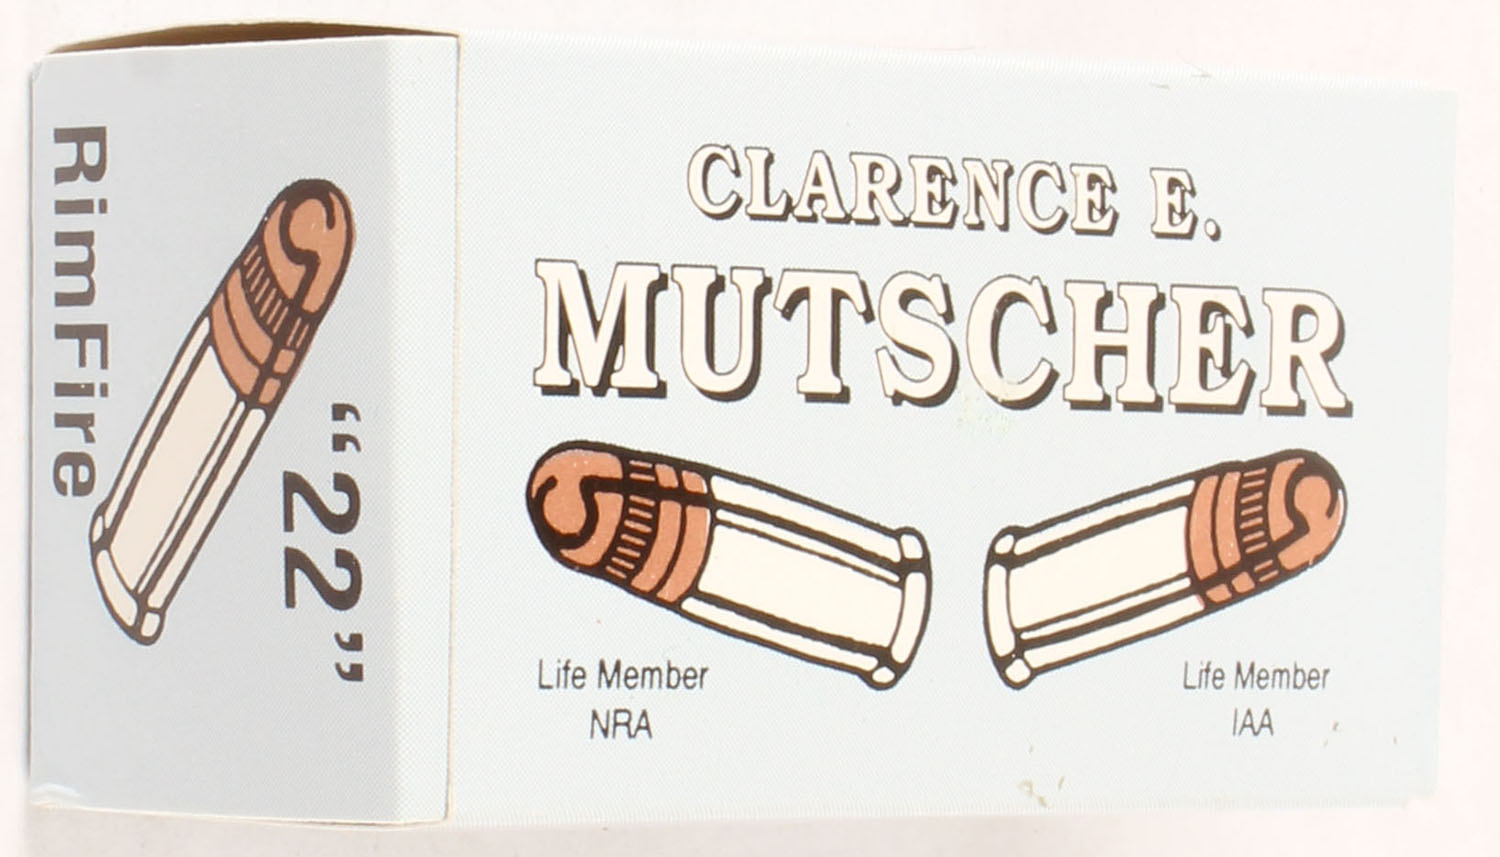 RimFire
“22”
CLARENCE E.
MUTSCHER
Life Member
NRA
Life Member
IAA